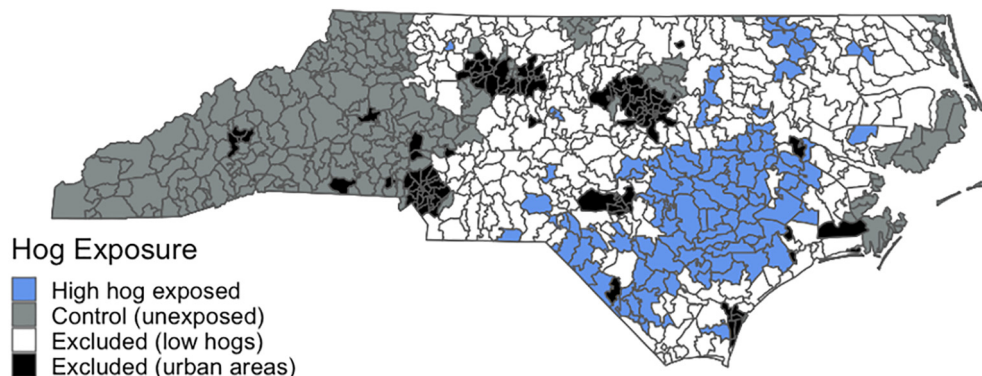 Hog Exposure
High hog exposed
Control (unexposed)
Excluded (low hogs)
Excluded (urban areas)